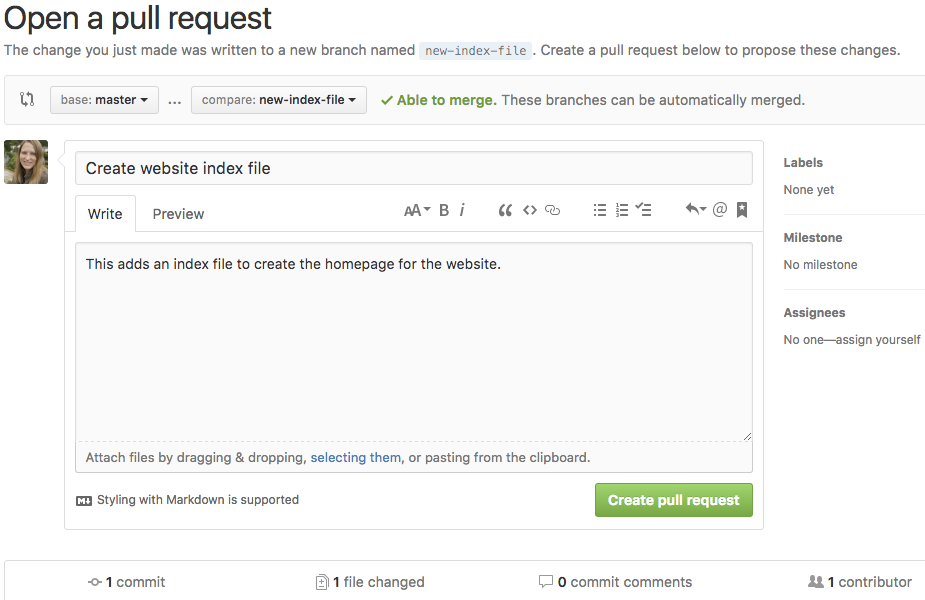 Open a pull request
The change you just made was written to a new branch named new-index-file. Create a pull request below to propose these changes.
base: master ... compare: new-index-file Able to merge. These branches can be automatically merged.
Create website index file
Write Preview AA B i
This adds an index file to create the homepage for the website.
Attach files by dragging & dropping, selecting them, or pasting from the clipboard.
Styling with Markdown is supported
Create pull request
Labels
None yet
Milestone
No milestone
Assignees
No one—assign yourself
1 commit 1 file changed 0 commit comments 1 contributor